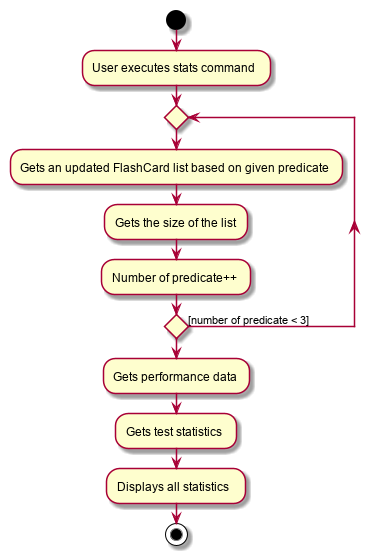 User executes stats command
Gets an updated FlashCard list based on given predicate
Gets the size of the list
Number of predicate++
[number of predicate < 3]
Gets performance data
Gets test statistics
Displays all statistics